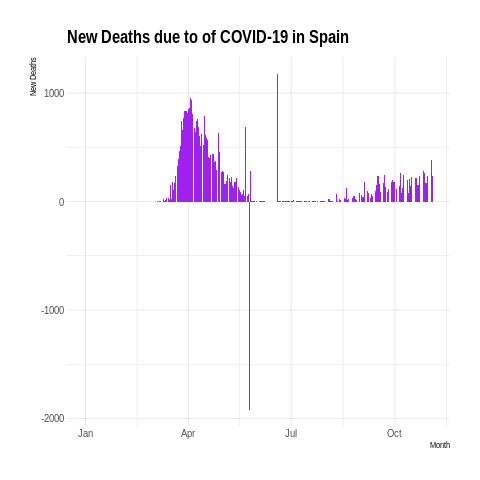 New Deaths due to of COVID-19 in Spain
New Deaths
1000
0
-1000
-2000
Jan Apr Jul Oct
Month